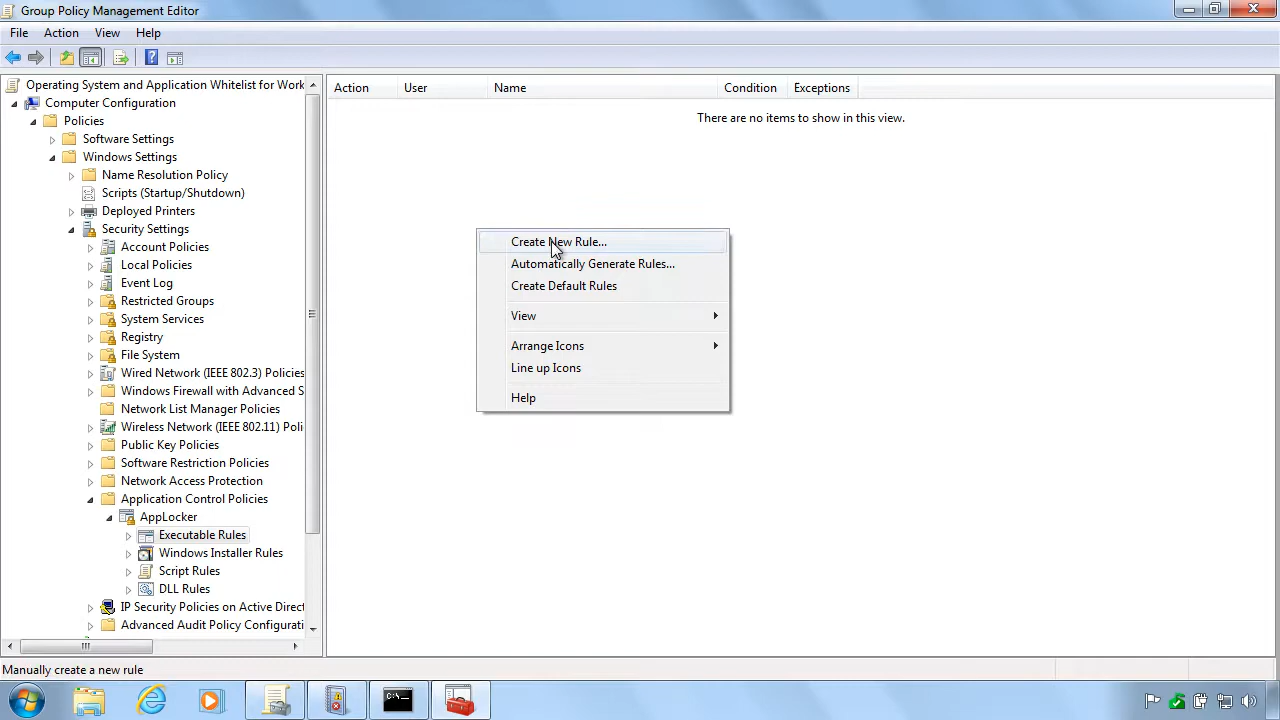 Group Policy Management Editor
File Action View Help
Operating System and Application Whitelist for Work
Computer Configuration
Policies
Software Settings
Windows Settings
Name Resolution Policy
Scripts (Startup/Shutdown)
Deployed Printers
Security Settings
Account Policies
Local Policies
Event Log
Restricted Groups
System Services
Registry
File System
Wired Network (IEEE 802.3) Policies
Windows Firewall with Advanced S
Network List Manager Policies
Wireless Network (IEEE 802.11) Poli
Public Key Policies
Software Restriction Policies
Network Access Protection
Application Control Policies
AppLocker
Executable Rules
Windows Installer Rules
Script Rules
DLL Rules
IP Security Policies on Active Direct
Advanced Audit Policy Configurati
Action User Name Condition Exceptions
There are no items to show in this view.
Create New Rule...
Automatically Generate Rules...
Create Default Rules
View
Arrange Icons
Line up Icons
Help
Manually create a new rule
C:\.